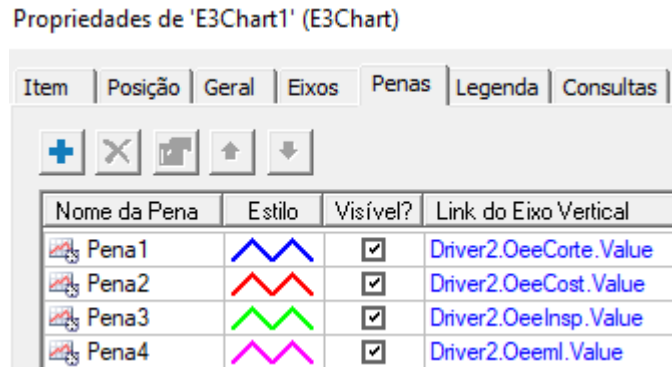 Propriedades de 'E3Chart1' (E3Chart)
Item Posição Geral Eixos Penas Legenda Consultas
Nome da Pena Estilo Visível? Link do Eixo Vertical
Pena1 Driver2.OeeCorte.Value
Pena2 Driver2.OeeCost.Value
Pena3 Driver2.OeeInsp.Value
Pena4 Driver2.Oeeml.Value